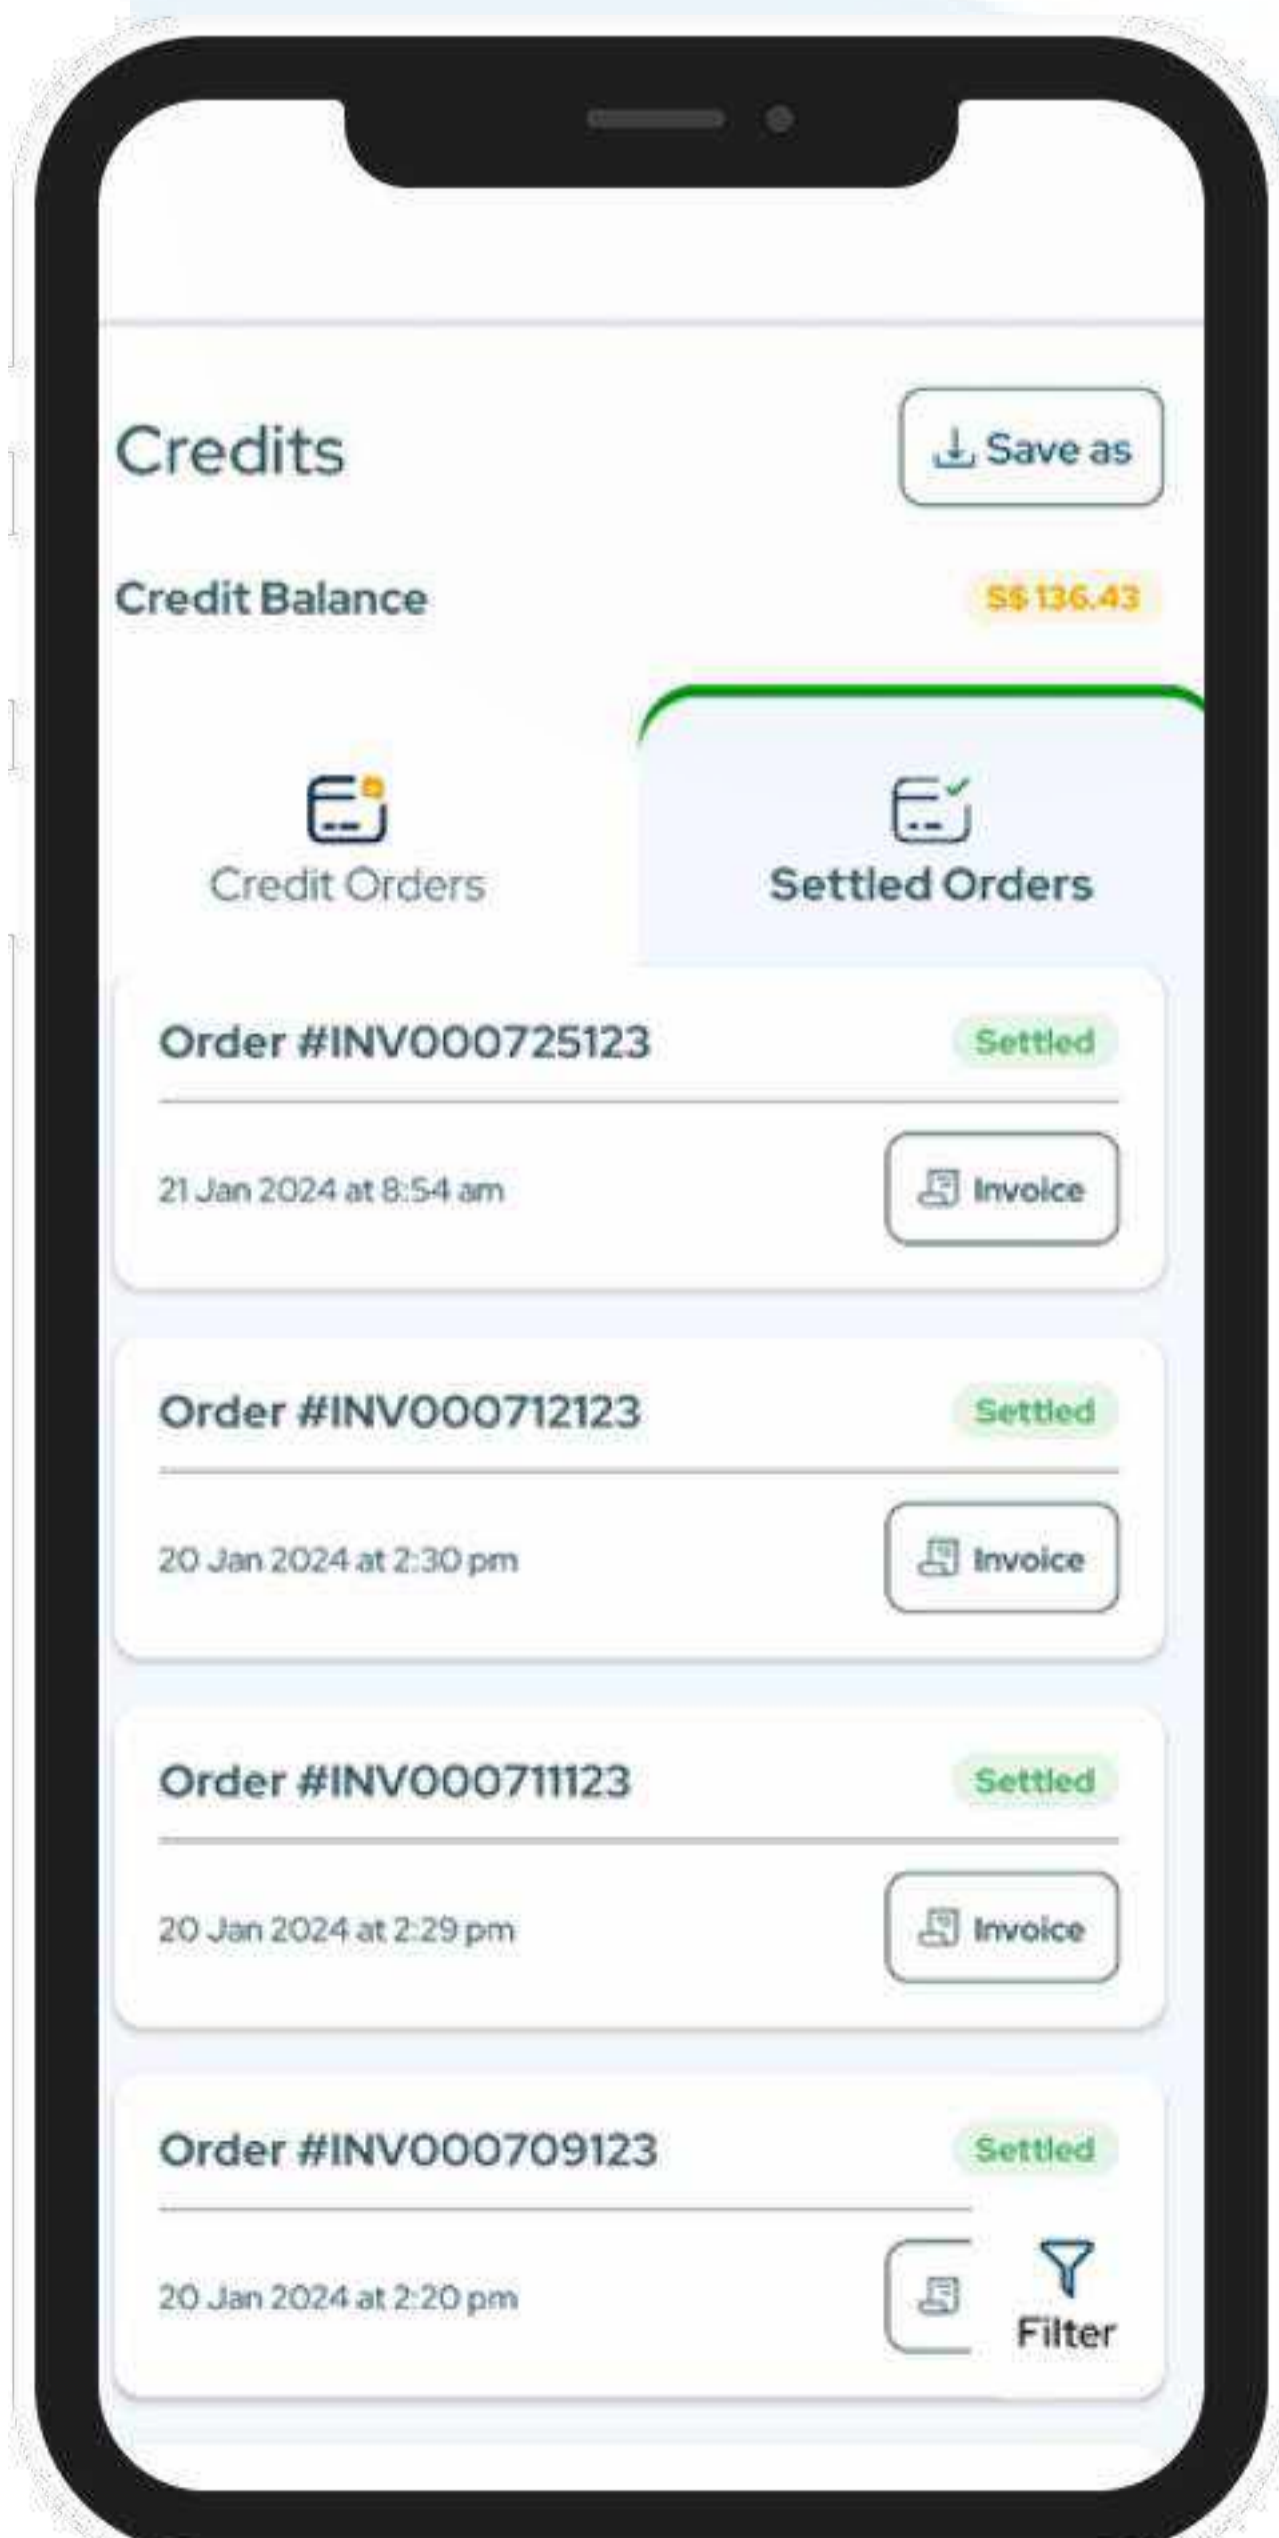 Credits
Save as
Credit Balance
S$ 136.43
Credit Orders
Settled Orders
Order #INV000725123
Settled
21 Jan 2024 at 8:54 am
Invoice
Order #INV000712123
Settled
20 Jan 2024 at 2:30 pm
Invoice
Order #INV000711123
Settled
20 Jan 2024 at 2:29 pm
Invoice
Order #INV000709123
Settled
20 Jan 2024 at 2:20 pm
Filter